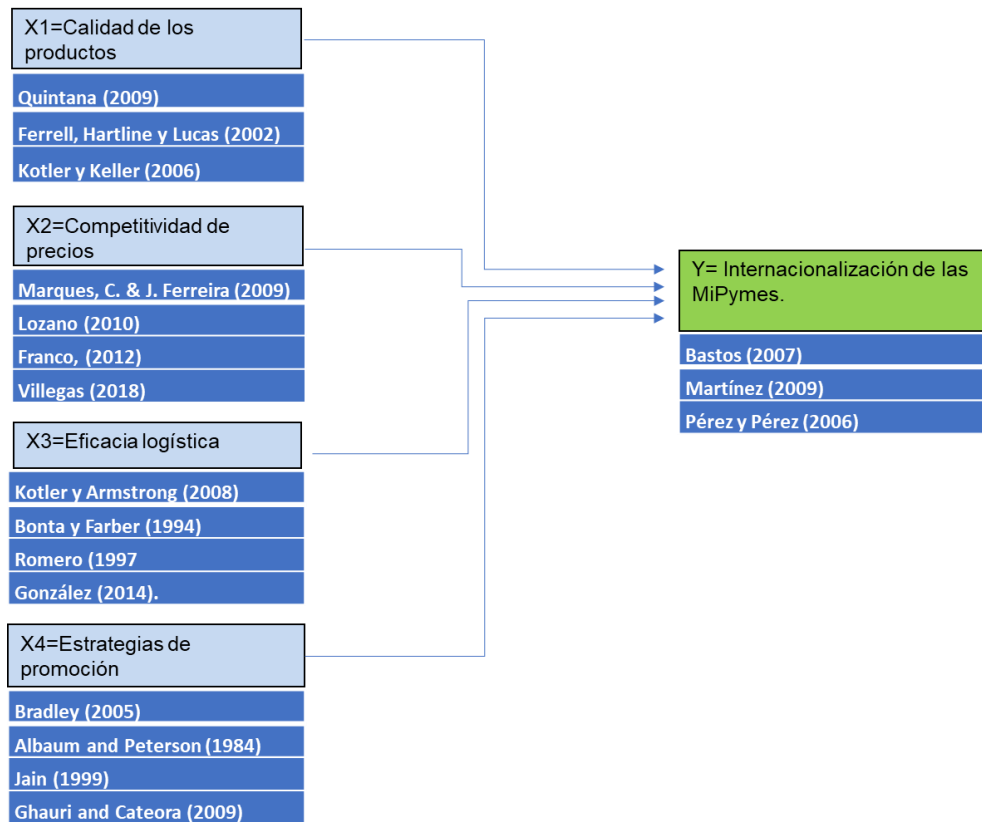 X1=Calidad de los
productos
Quintana (2009)
Ferrell, Hartline y Lucas (2002)
Kotler y Keller (2006)
X2=Competitividad de
precios
Marques, C. & J. Ferreira (2009)
Lozano (2010)
Franco, (2012)
Villegas (2018)
X3=Eficacia logística
Kotler y Armstrong (2008)
Bonta y Farber (1994)
Romero (1997
González (2014).
X4=Estrategias de
promoción
Bradley (2005)
Albaum and Peterson (1984)
Jain (1999)
Ghauri and Cateora (2009)
Y= Internacionalización de las
MiPymes.
Bastos (2007)
Martínez (2009)
Pérez y Pérez (2006)